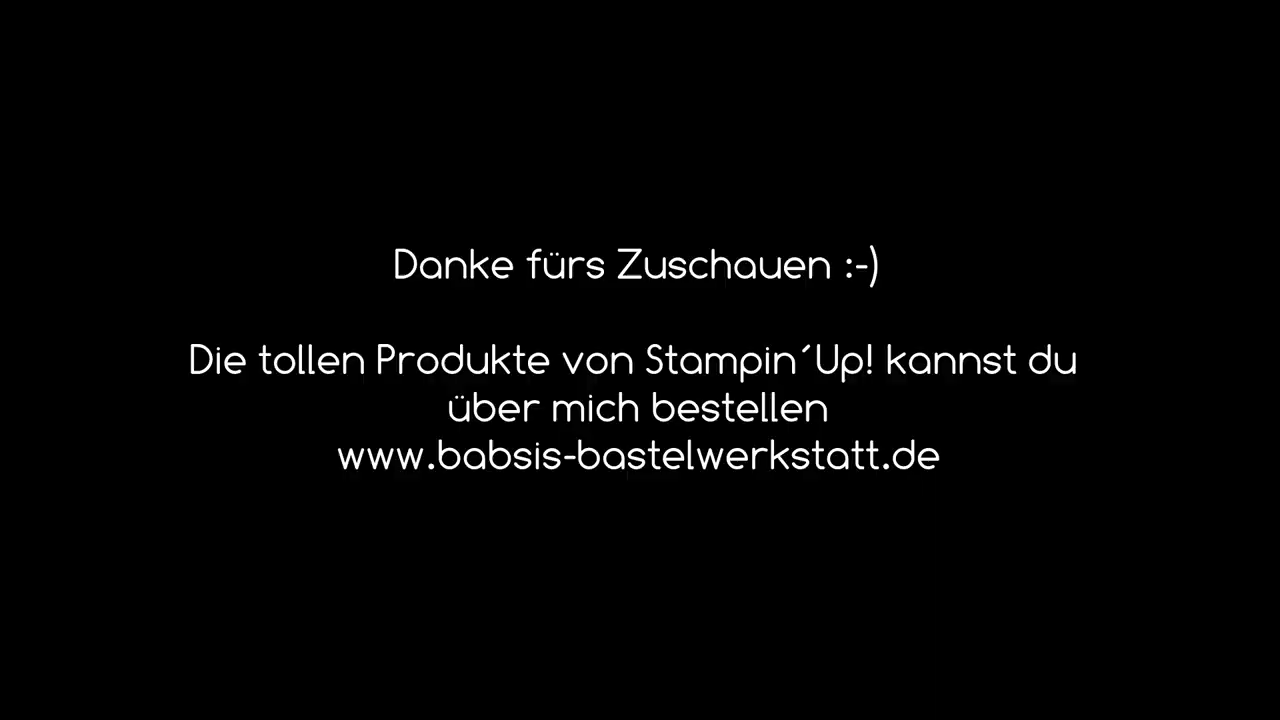 Danke fürs Zuschauen :-)
Die tollen Produkte von Stampin´Up! kannst du
über mich bestellen
www.babsis-bastelwerkstatt.de